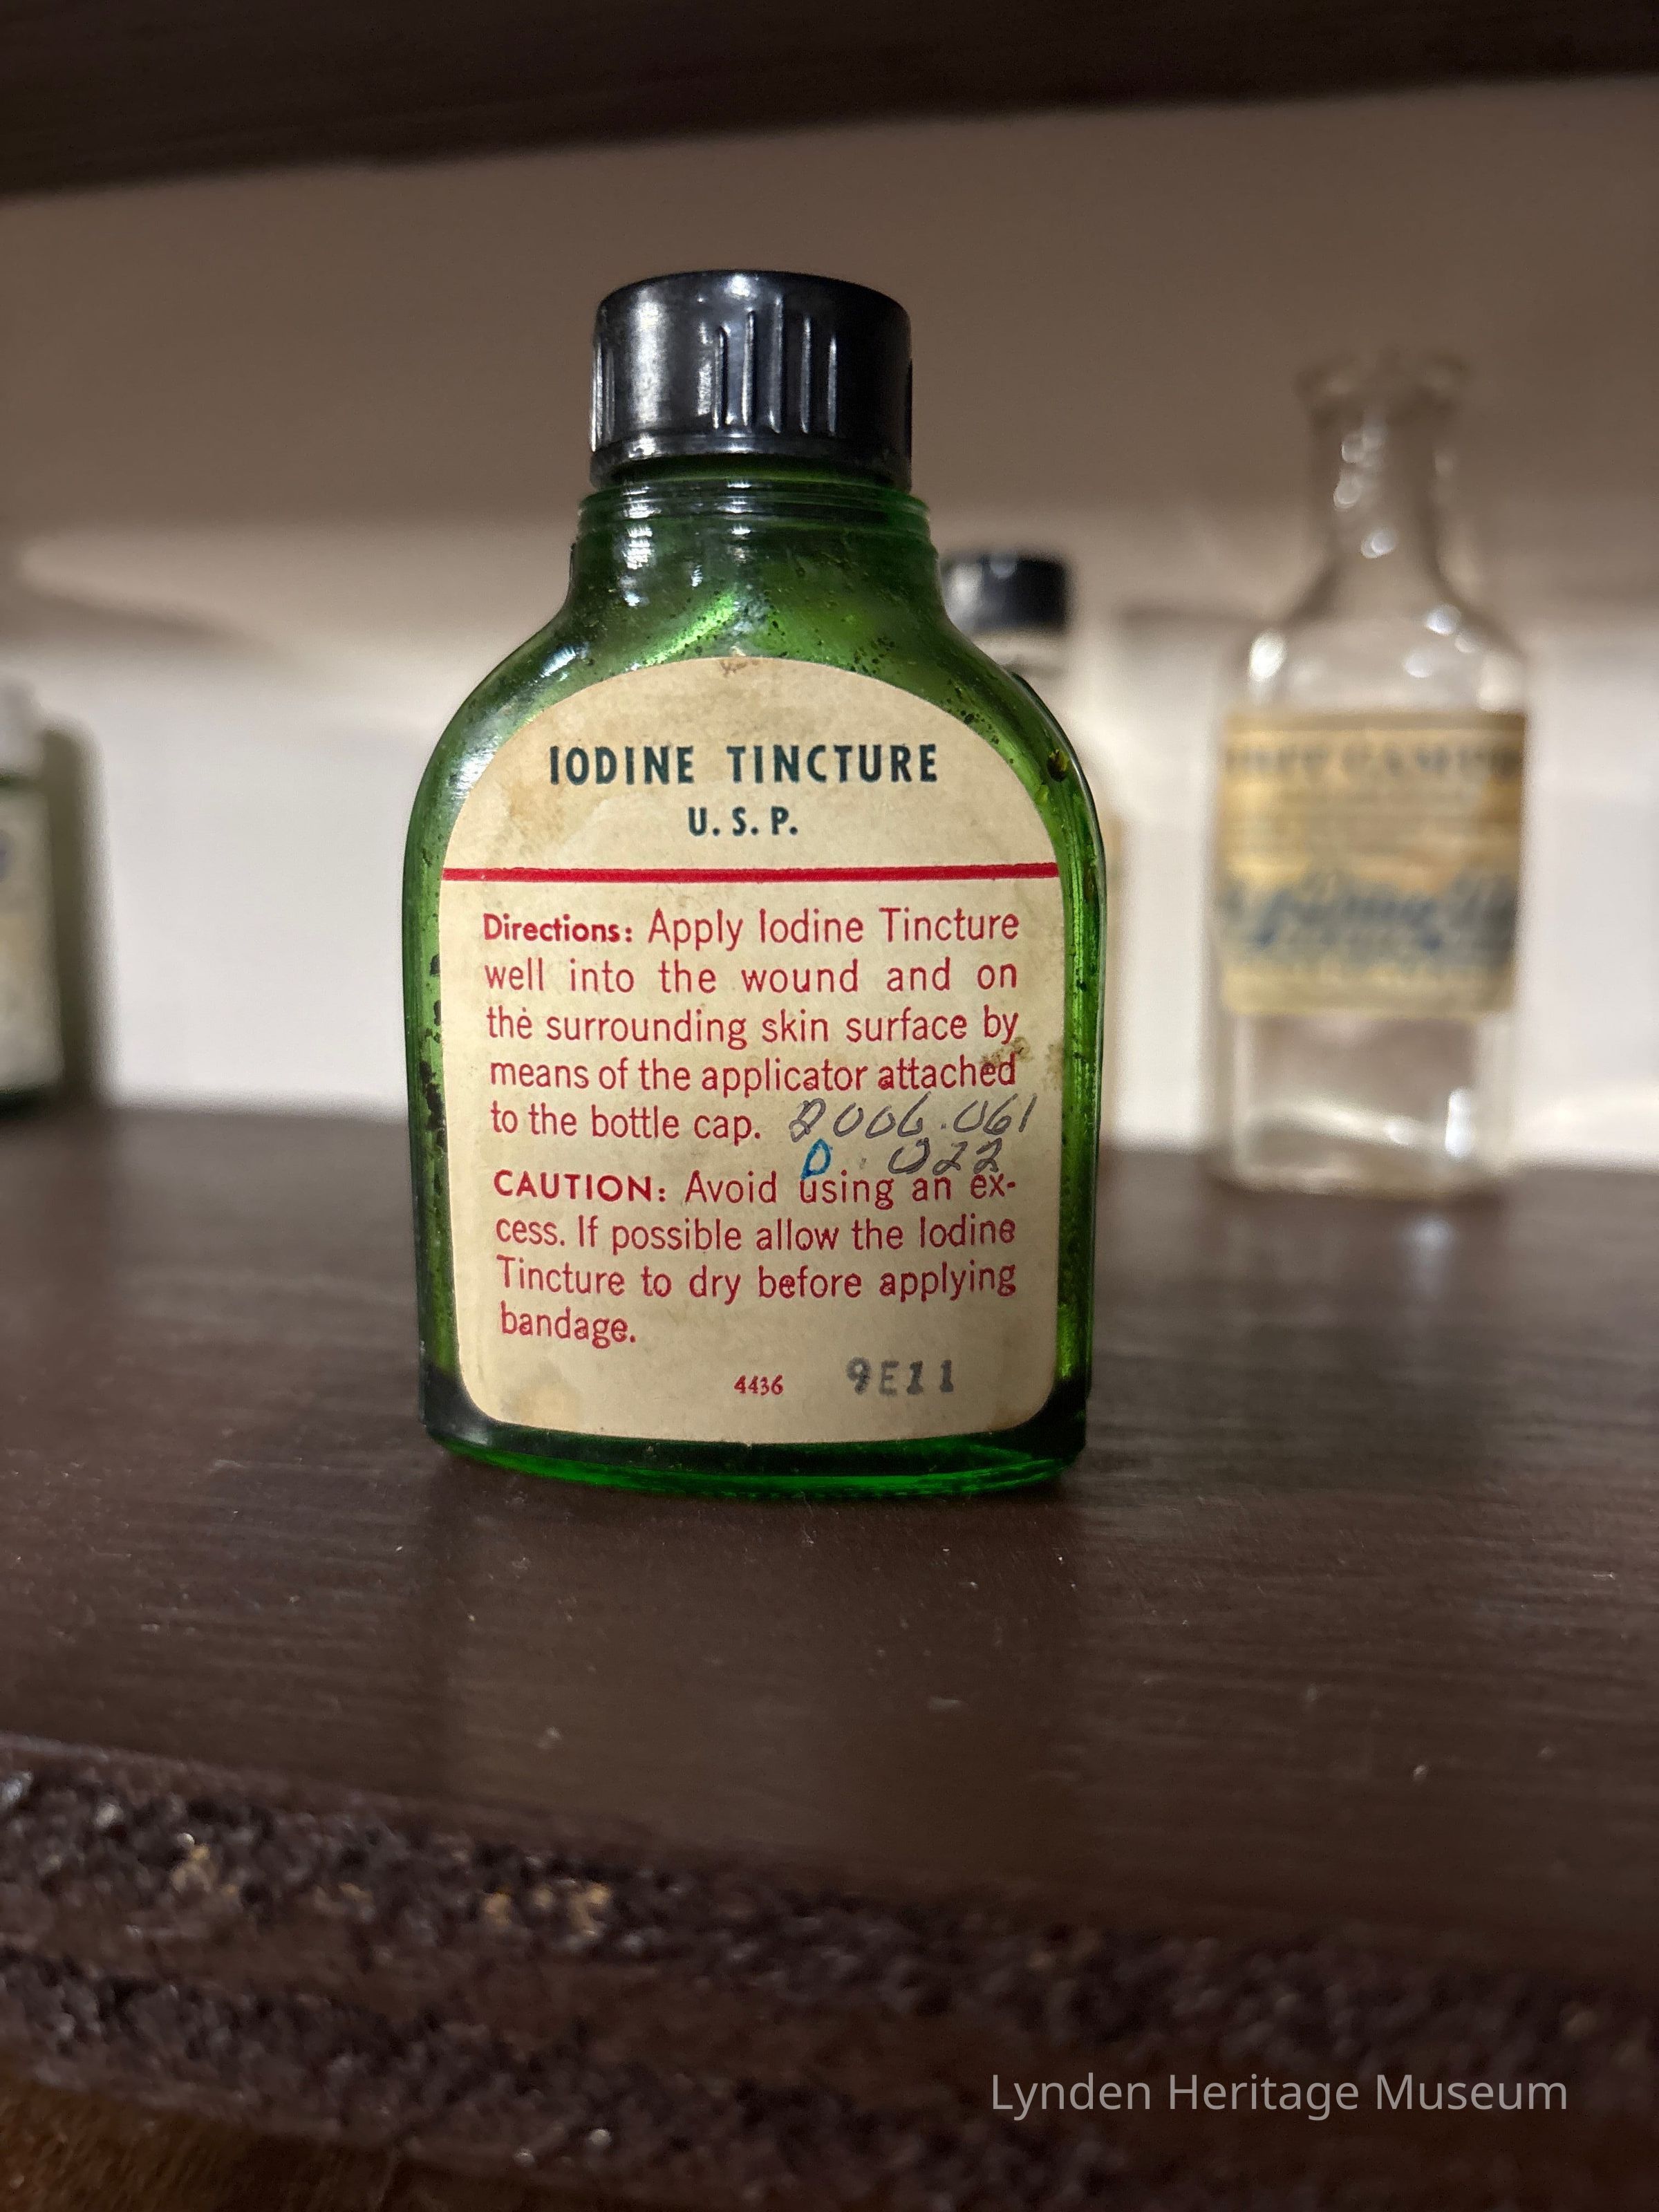 IODINE TINCTURE
U. S. P.
Directions: Apply Iodine Tincture
well into the wound and on
the surrounding skin surface by
means of the applicator attached
to the bottle cap. 2006.061
D. 022
CAUTION: Avoid using an ex-
cess. If possible allow the Iodine
Tincture to dry before applying
bandage.
4436 9E11
Lynden Heritage Museum